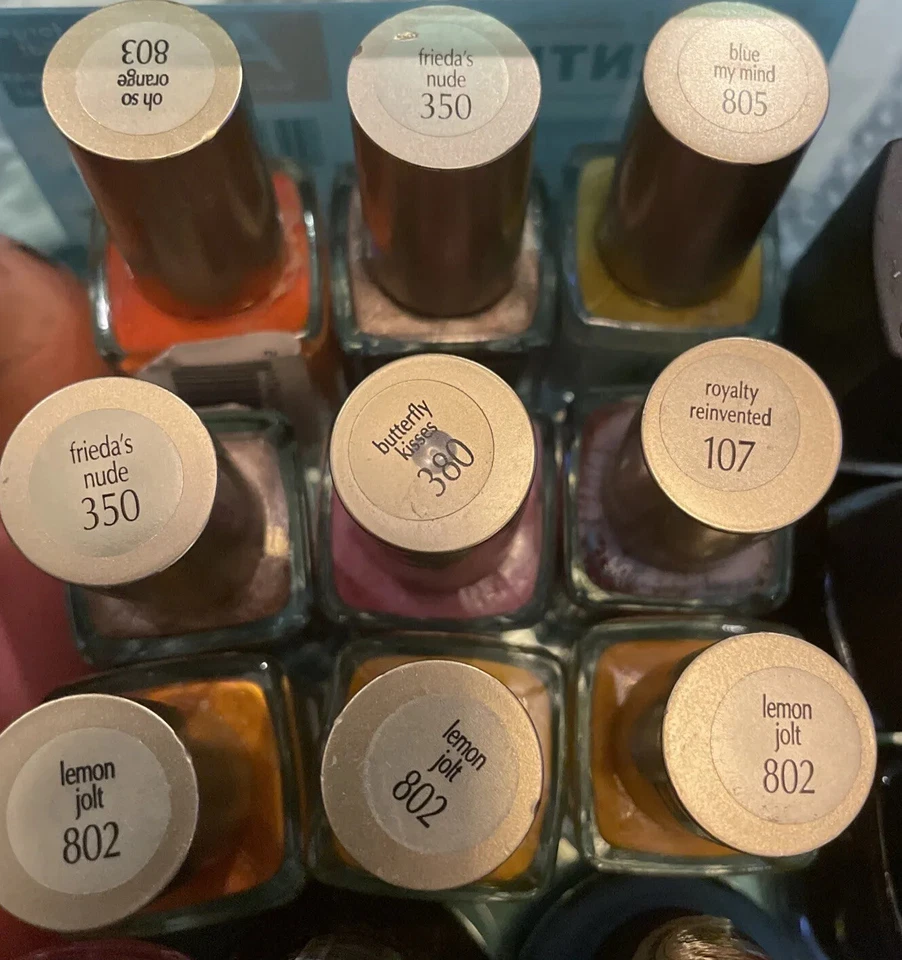 oh so
orange
803
frieda's
nude
350
blue
my mind
805
frieda's
nude
350
butterfly
kisses
380
royalty
reinvented
107
lemon
jolt
802
lemon
jolt
802
lemon
jolt
802